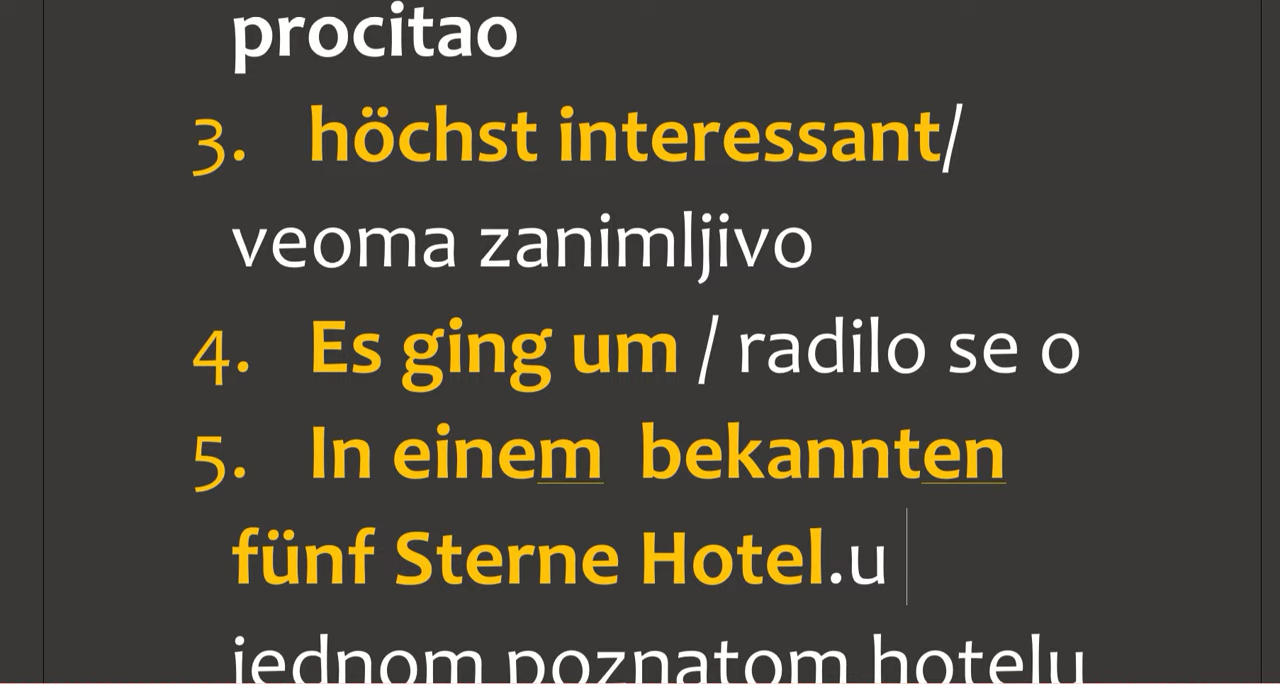 procitao
3. höchst interessant/
veoma zanimljivo
4. Es ging um / radilo se o
5. In einem bekannten
fünf Sterne Hotel.u
jednom poznatom hotelu